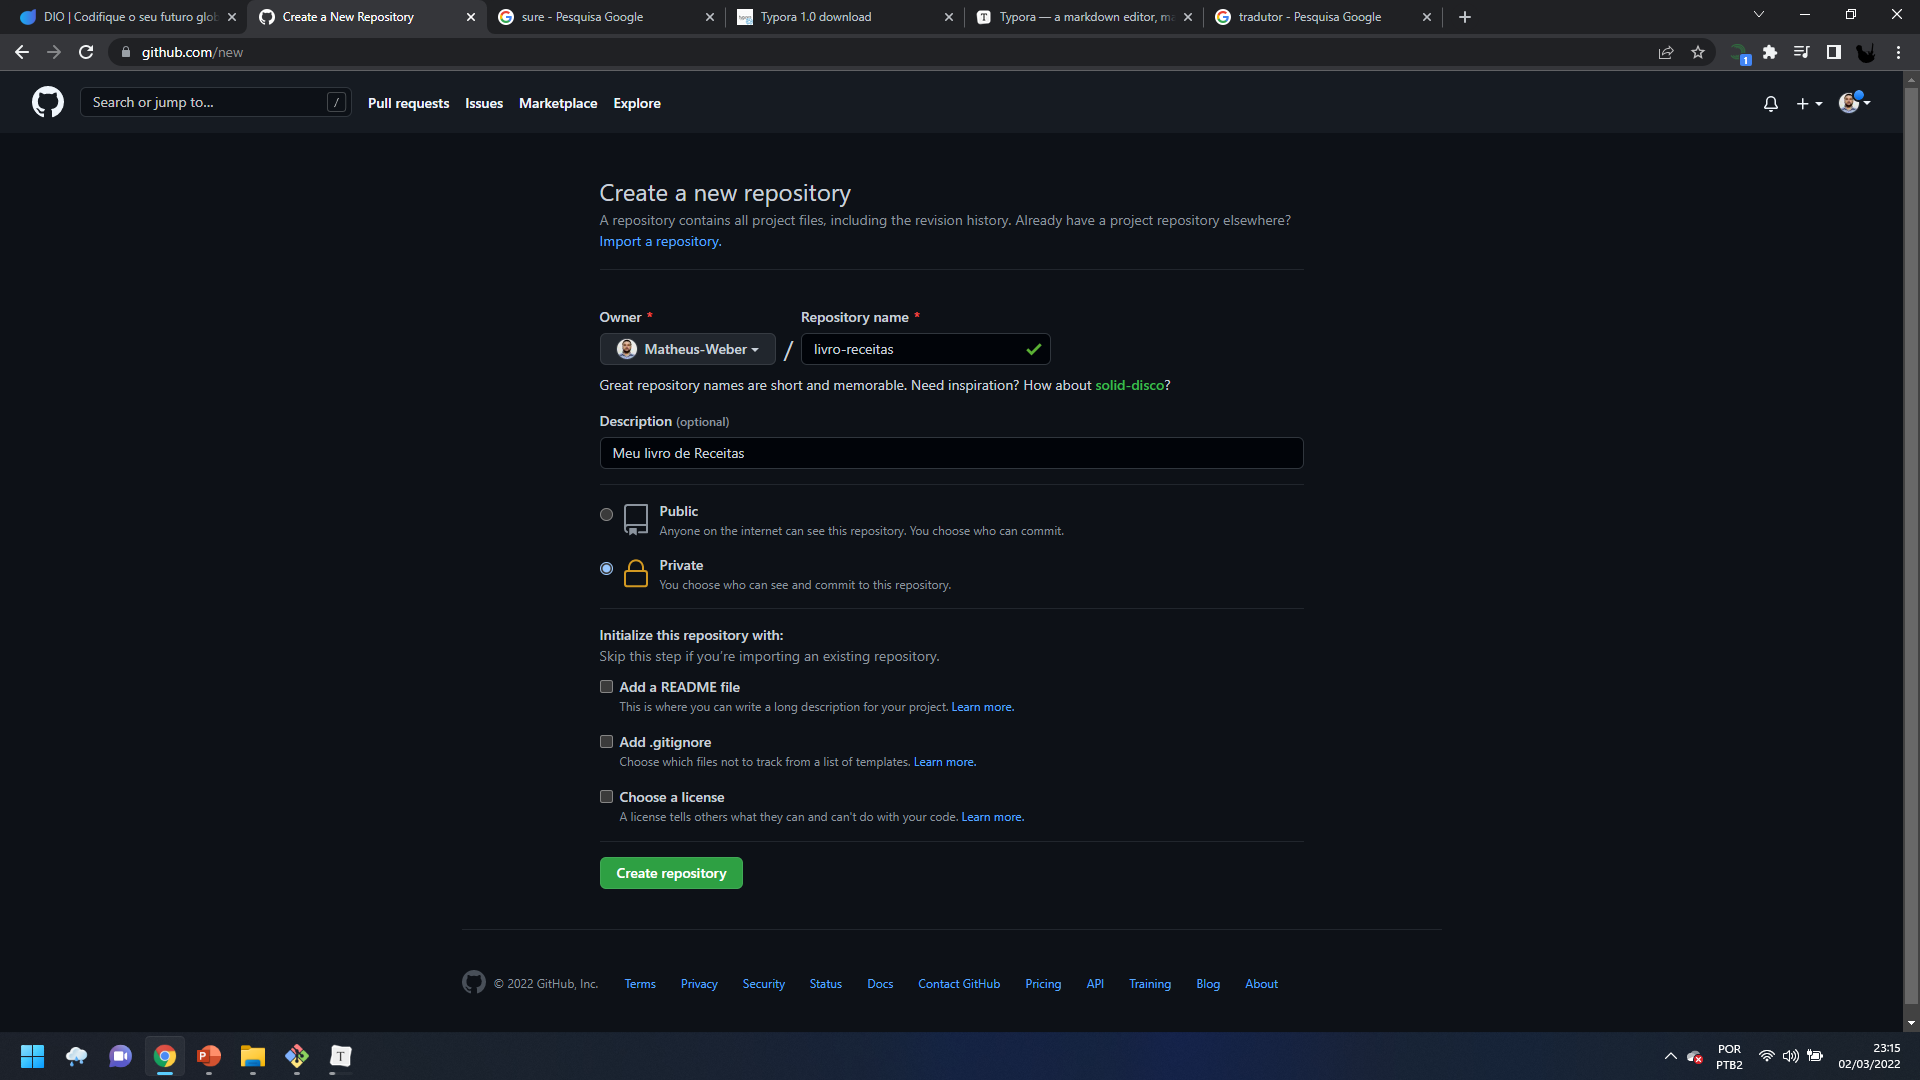 DIO | Codifique o seu futuro glob
Create a New Repository
sure - Pesquisa Google
Typora 1.0 download
Typora — a markdown editor, ma
tradutor - Pesquisa Google
github.com/new
1
Search or jump to...
/
Pull requests
Issues
Marketplace
Explore
Create a new repository
A repository contains all project files, including the revision history. Already have a project repository elsewhere?
Import a repository.
Owner *
Repository name *
Matheus-Weber
/
livro-receitas
Great repository names are short and memorable. Need inspiration? How about solid-disco?
Description (optional)
Meu livro de Receitas
Public
Anyone on the internet can see this repository. You choose who can commit.
Private
You choose who can see and commit to this repository.
Initialize this repository with:
Skip this step if you're importing an existing repository.
Add a README file
This is where you can write a long description for your project. Learn more.
Add .gitignore
Choose which files not to track from a list of templates. Learn more.
Choose a license
A license tells others what they can and can't do with your code. Learn more.
Create repository
© 2022 GitHub, Inc.
Terms
Privacy
Security
Status
Docs
Contact GitHub
Pricing
API
Training
Blog
About
POR
PTB2
23:15
02/03/2022